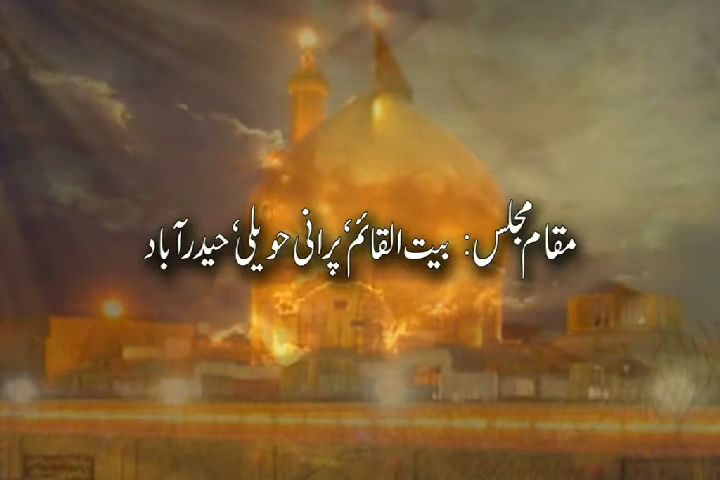 مقام مجلس: بیت القائم‘ پرانی حویلی‘ حیدرآباد